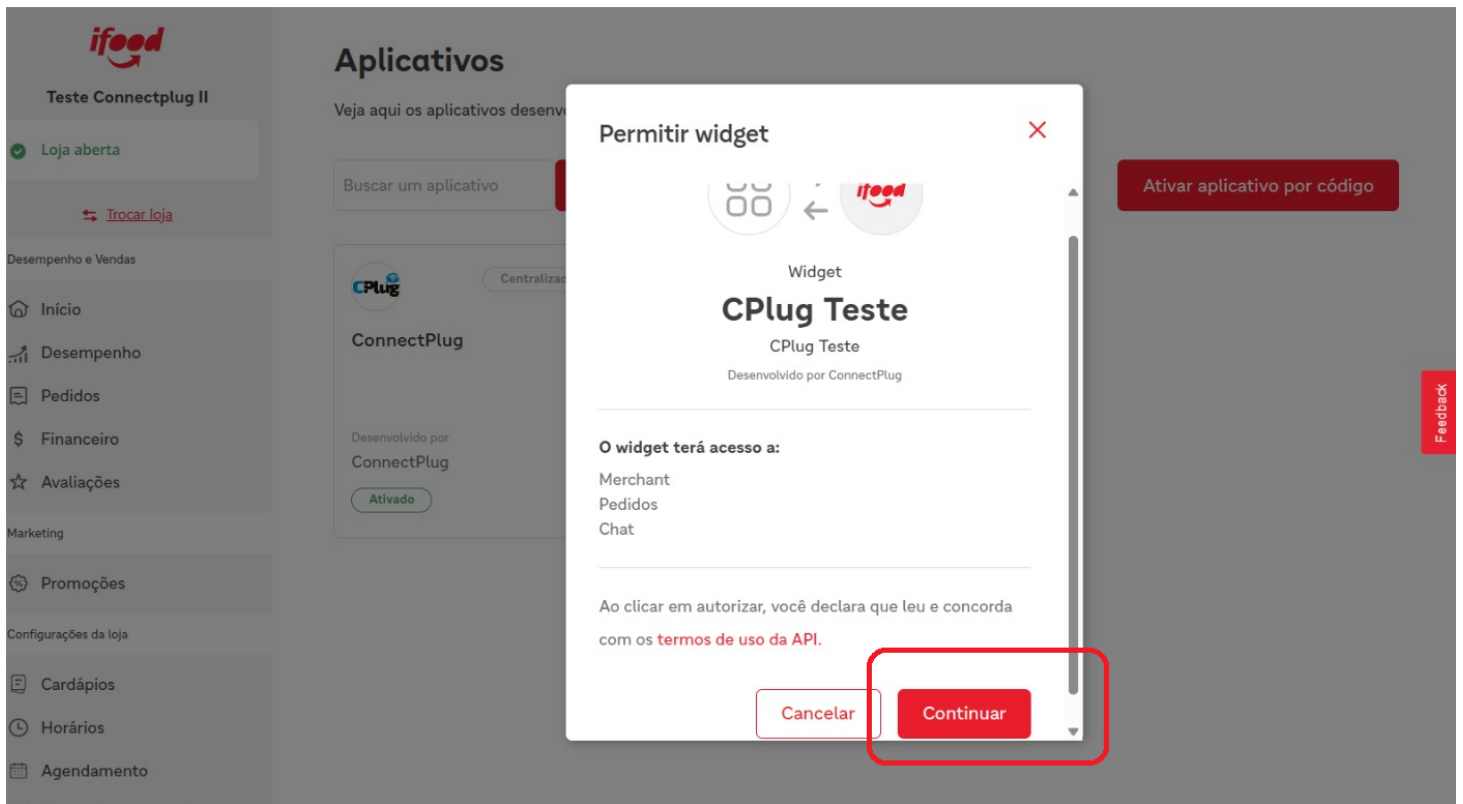 ifood
Teste Connectplug II
Loja aberta
Trocar loja
Desempenho e Vendas
Início
Desempenho
Pedidos
Financeiro
Avaliações
Marketing
Promoções
Configurações da loja
Cardápios
Horários
Agendamento
Aplicativos
Veja aqui os aplicativos desenv
Buscar um aplicativo
Ativar aplicativo por código
CPlug
Centralizad
ConnectPlug
Desenvolvido por
ConnectPlug
Ativado
Permitir widget
ifood
Widget
CPlug Teste
CPlug Teste
Desenvolvido por ConnectPlug
O widget terá acesso a:
Merchant
Pedidos
Chat
Ao clicar em autorizar, você declara que leu e concorda
com os termos de uso da API.
Cancelar
Continuar
Feedback